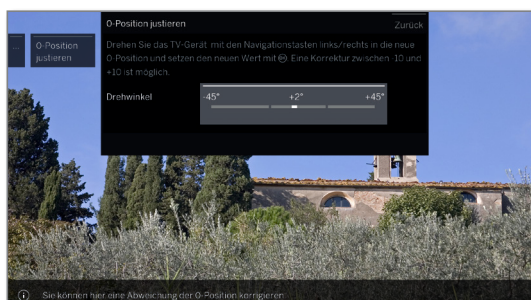 0-Position justieren
Zurück
... 0-Position
justieren
Drehen Sie das TV-Gerät mit den Navigationstasten links/rechts in die neue
0-Position und setzen den neuen Wert mit OK. Eine Korrektur zwischen -10 und
+10 ist möglich.
Drehwinkel
-45°
+2°
+45°
Sie können hier eine Abweichung der 0-Position korrigieren